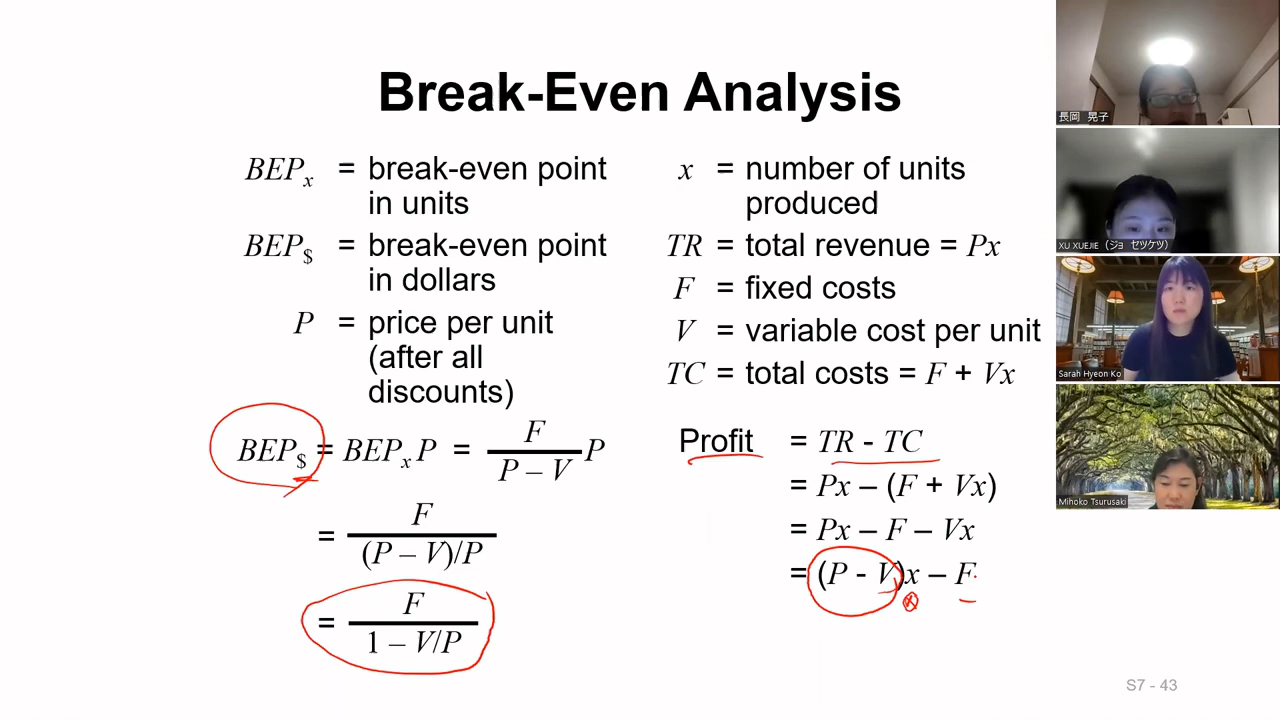 Break-Even Analysis
BEPx = break-even point
in units
BEP$ = break-even point
in dollars
P = price per unit
(after all
discounts)
x = number of units
produced
TR = total revenue = Px
F = fixed costs
V = variable cost per unit
TC = total costs = F + Vx
BEP$ = BEPx P = F / (P – V) P
= F / ((P – V)/P)
= F / (1 – V/P)
Profit = TR - TC
= Px – (F + Vx)
= Px – F – Vx
= (P - V)x – F
S7 - 43
長岡 晃子
XU XUEJIE (ジョ セツケツ)
Sarah Hyeon Ko
Mihoko Tsurusaki